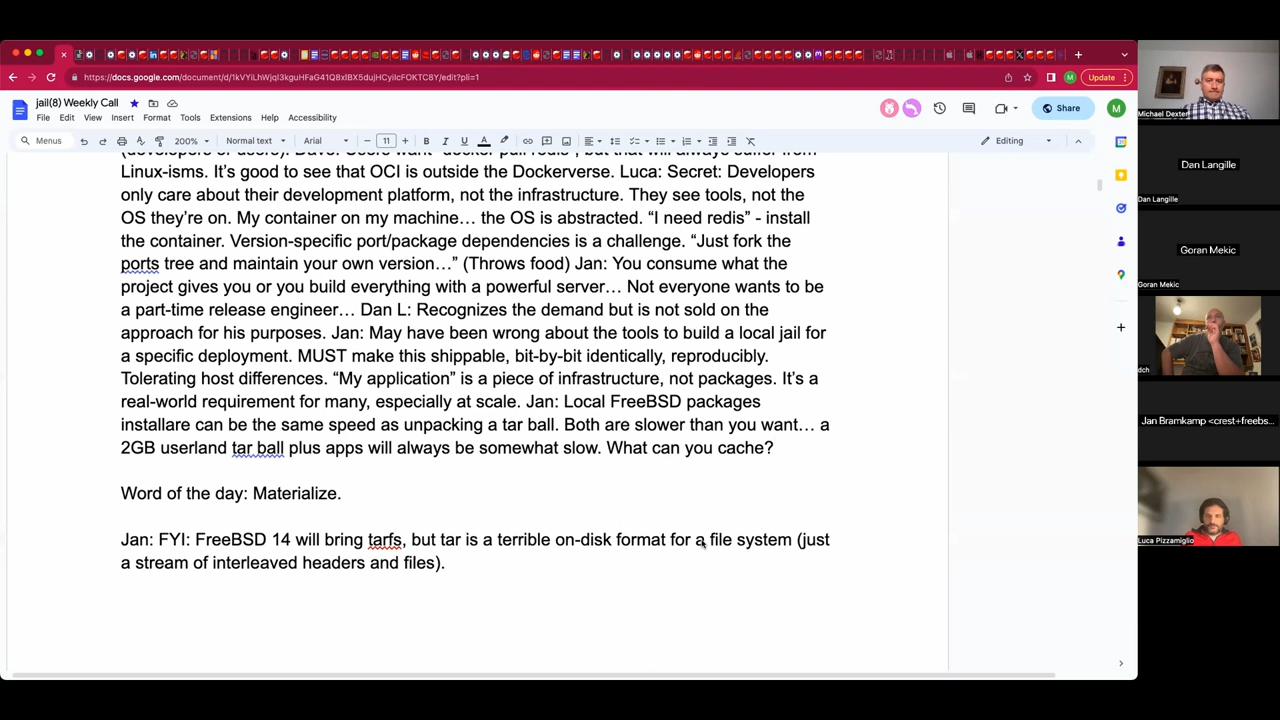 https://docs.google.com/document/d/1kVYiLhWjqI3kguHFaG41Q8xIBX5dujHCyiIcFOKTC8Y/edit?pli=1
Update
jail(8) Weekly Call
File Edit View Insert Format Tools Extensions Help Accessibility
Share
M
Menus
200%
Normal text
Arial
11
B I U A
Editing
Linux-isms. It's good to see that OCI is outside the Dockerverse. Luca: Secret: Developers
only care about their development platform, not the infrastructure. They see tools, not the
OS they're on. My container on my machine… the OS is abstracted. “I need redis” - install
the container. Version-specific port/package dependencies is a challenge. “Just fork the
ports tree and maintain your own version…” (Throws food) Jan: You consume what the
project gives you or you build everything with a powerful server… Not everyone wants to be
a part-time release engineer… Dan L: Recognizes the demand but is not sold on the
approach for his purposes. Jan: May have been wrong about the tools to build a local jail for
a specific deployment. MUST make this shippable, bit-by-bit identically, reproducibly.
Tolerating host differences. “My application” is a piece of infrastructure, not packages. It's a
real-world requirement for many, especially at scale. Jan: Local FreeBSD packages
installare can be the same speed as unpacking a tar ball. Both are slower than you want… a
2GB userland tar ball plus apps will always be somewhat slow. What can you cache?
Word of the day: Materialize.
Jan: FYI: FreeBSD 14 will bring tarfs, but tar is a terrible on-disk format for a file system (just
a stream of interleaved headers and files).
Michael Dexter
Dan Langille
Dan Langille
Goran Mekic
Goran Mekic
dch
Jan Bramkamp <crest+freebs...
Luca Pizzamiglio